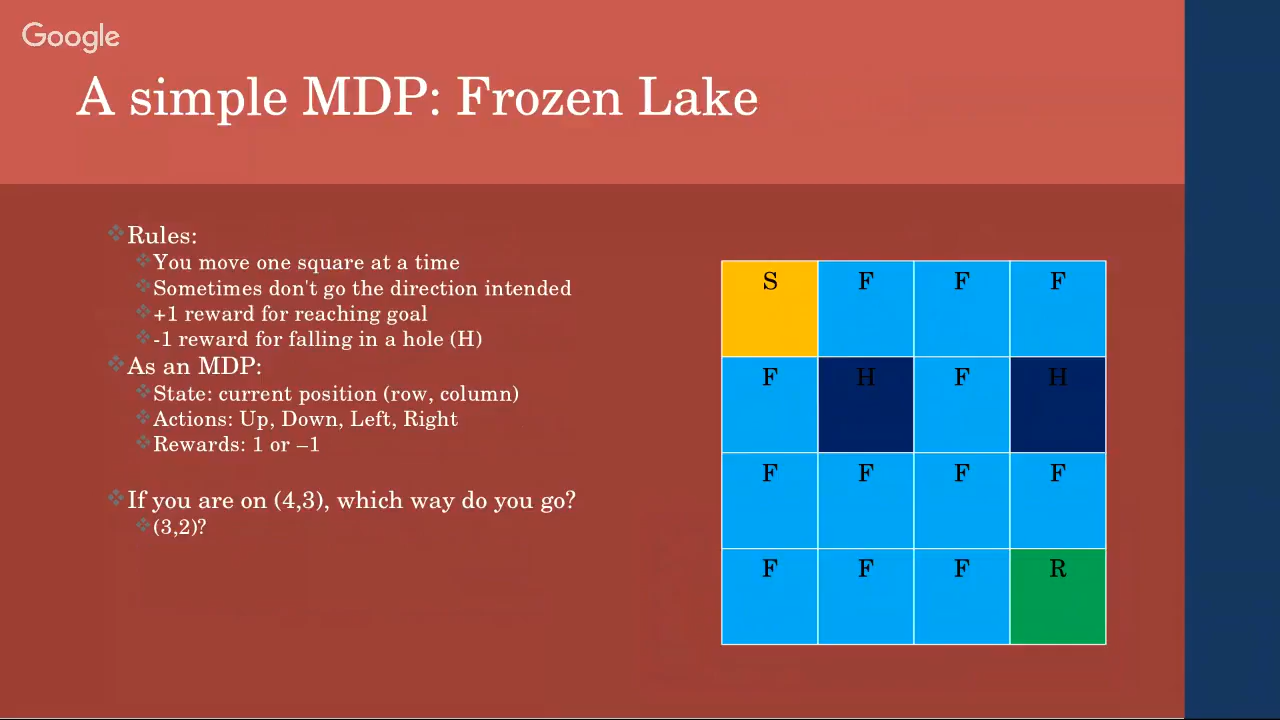 Google
A simple MDP: Frozen Lake
Rules:
You move one square at a time
Sometimes don't go the direction intended
+1 reward for reaching goal
-1 reward for falling in a hole (H)
As an MDP:
State: current position (row, column)
Actions: Up, Down, Left, Right
Rewards: 1 or –1
If you are on (4,3), which way do you go?
(3,2)?
S F F F
F H F H
F F F F
F F F R